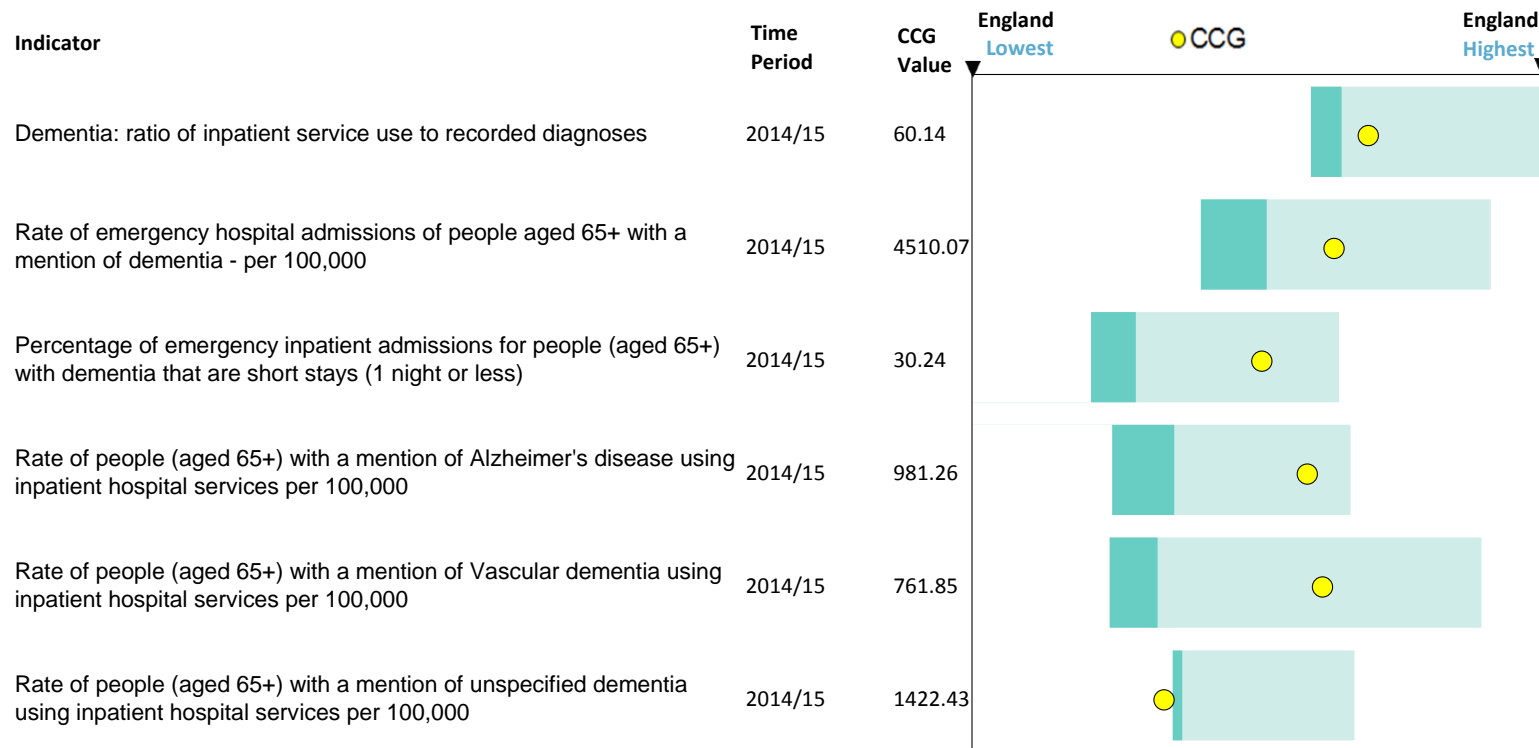 Indicator
Time
Period
CCG
Value
England
Lowest
CCG
England
Highest
Dementia: ratio of inpatient service use to recorded diagnoses 2014/15 60.14
Rate of emergency hospital admissions of people aged 65+ with a
mention of dementia - per 100,000
2014/15 4510.07
Percentage of emergency inpatient admissions for people (aged 65+)
with dementia that are short stays (1 night or less)
2014/15 30.24
Rate of people (aged 65+) with a mention of Alzheimer's disease using
inpatient hospital services per 100,000
2014/15 981.26
Rate of people (aged 65+) with a mention of Vascular dementia using
inpatient hospital services per 100,000
2014/15 761.85
Rate of people (aged 65+) with a mention of unspecified dementia
using inpatient hospital services per 100,000
2014/15 1422.43